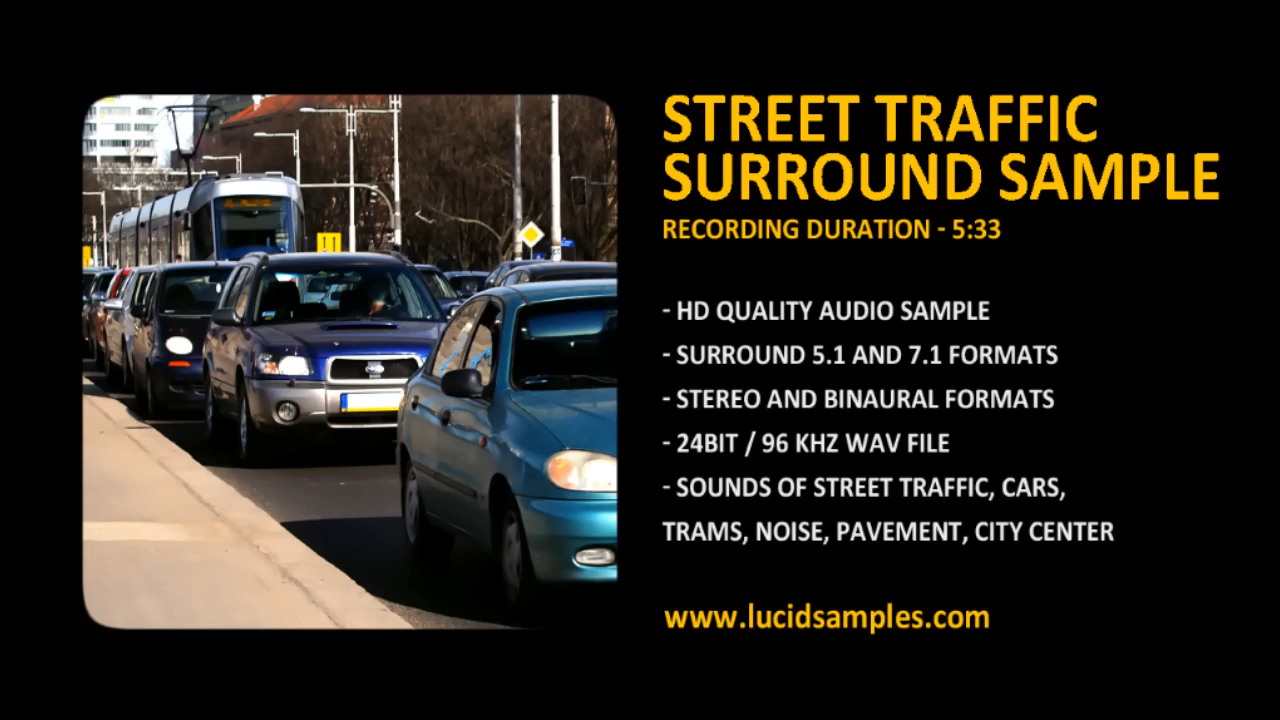 STREET TRAFFIC
SURROUND SAMPLE
RECORDING DURATION - 5:33
- HD QUALITY AUDIO SAMPLE
- SURROUND 5.1 AND 7.1 FORMATS
- STEREO AND BINAURAL FORMATS
- 24BIT / 96 KHZ WAV FILE
- SOUNDS OF STREET TRAFFIC, CARS,
TRAMS, NOISE, PAVEMENT, CITY CENTER
www.lucidsamples.com